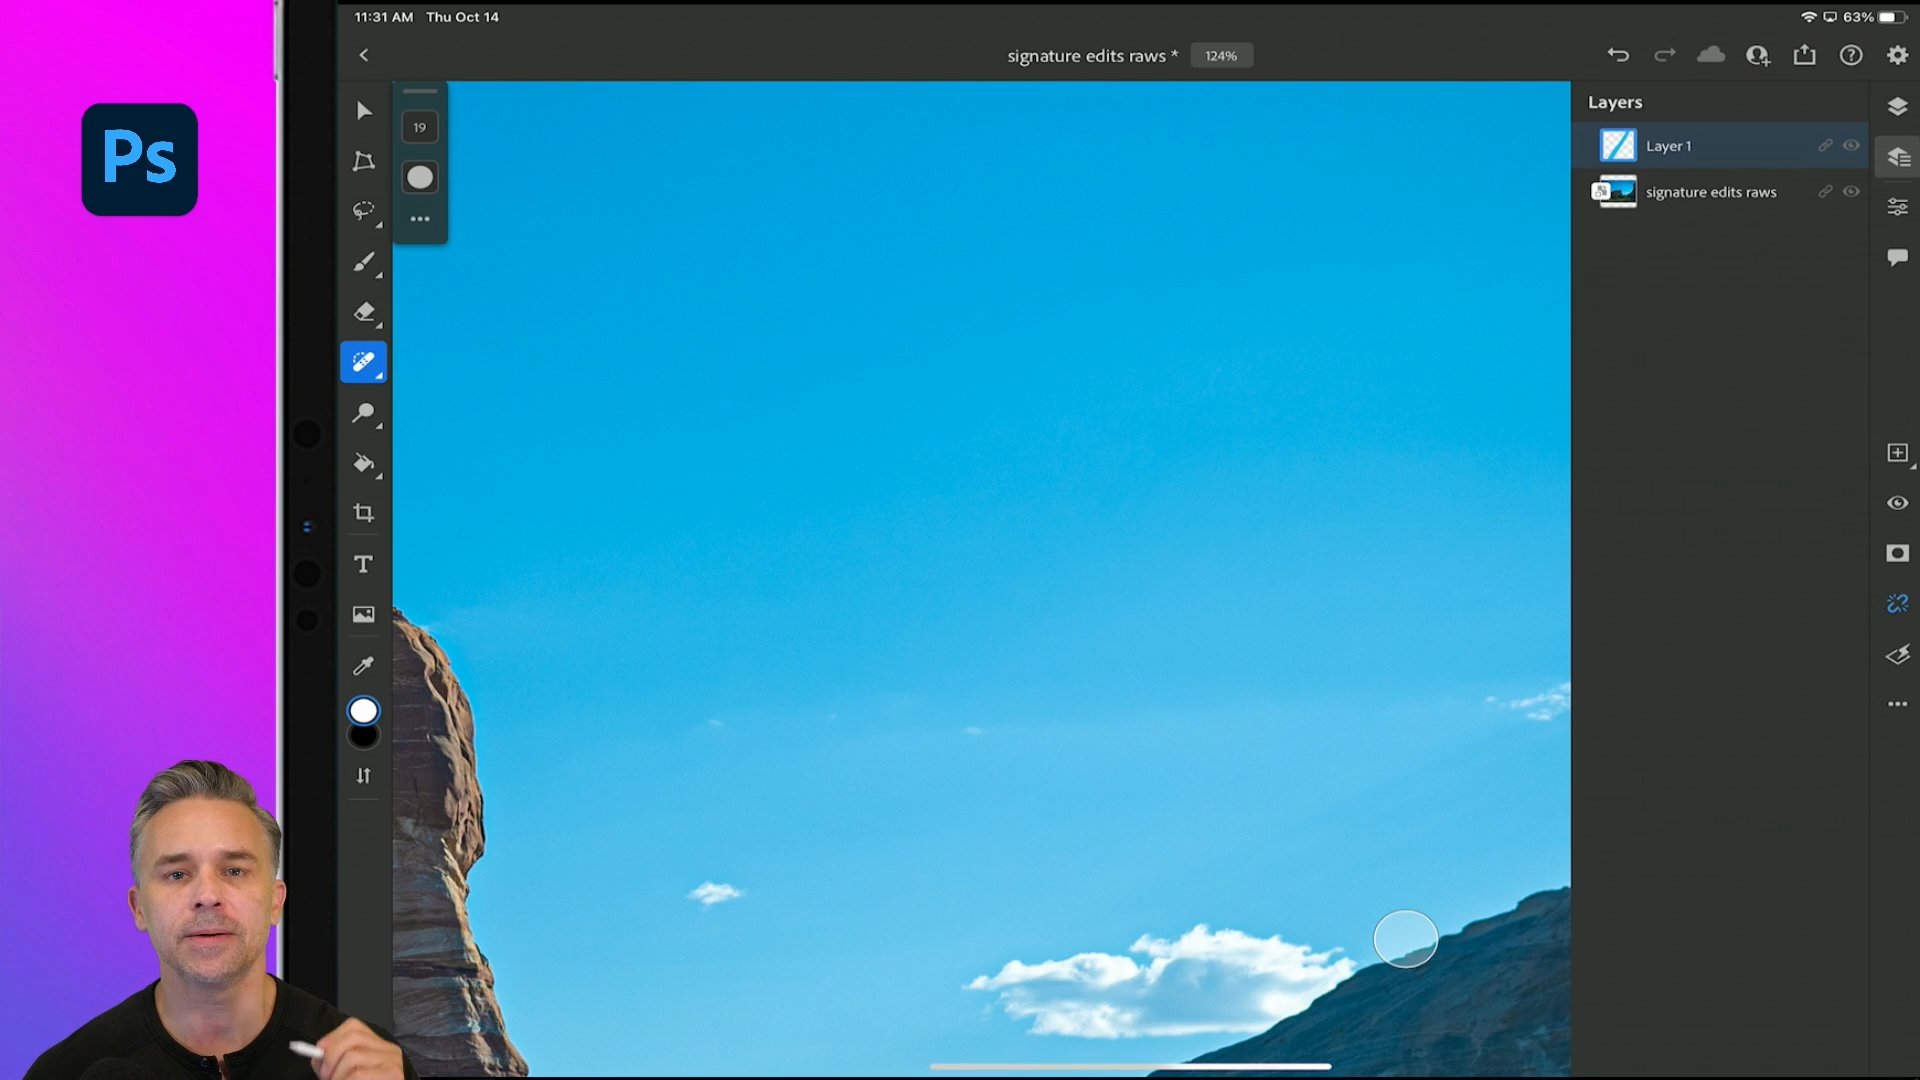 11:31 AM Thu Oct 14
63%
signature edits raws *
124%
Ps
19
Layers
Layer 1
signature edits raws
T